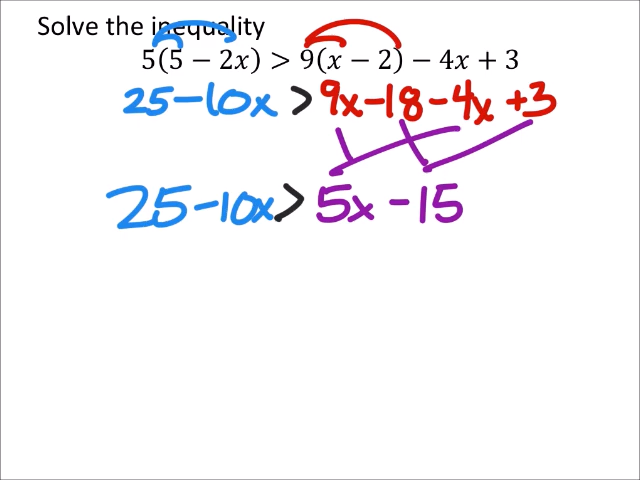 Solve the inequality
5(5 − 2𝑥) > 9(𝑥 − 2) − 4𝑥 + 3
25-10x > 9x-18-4x +3
25-10x > 5x -15